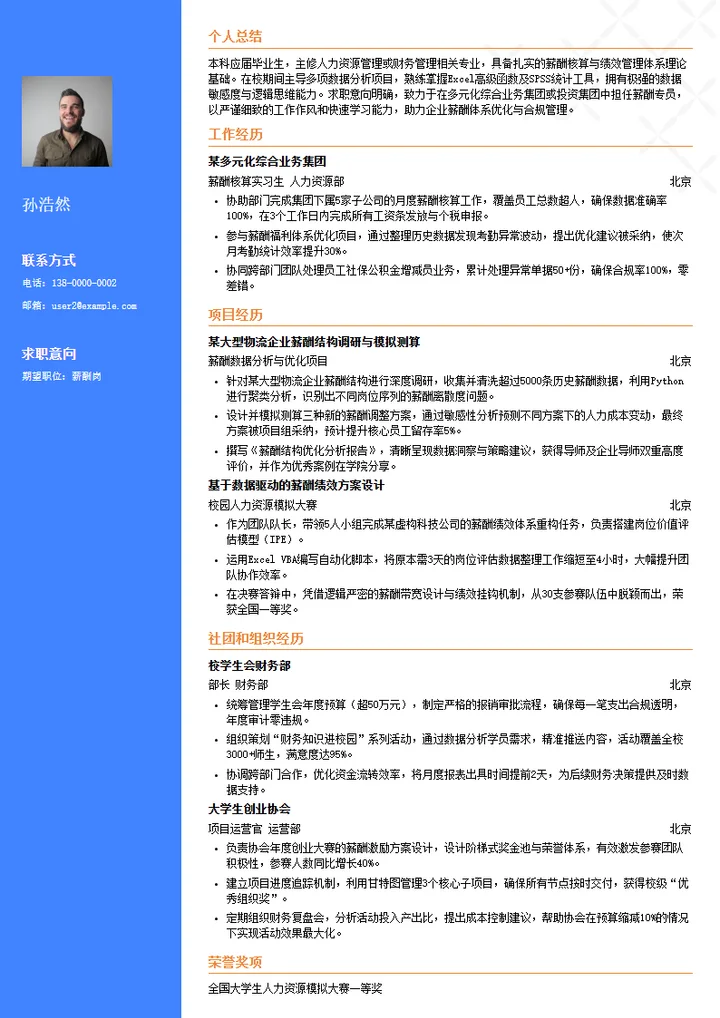 孙浩然
联系方式
电话：138-0000-0002
邮箱：user2@example.com
求职意向
期望职位：薪酬岗
个人总结
本科应届毕业生，主修人力资源管理或财务管理相关专业，具备扎实的薪酬核算与绩效管理体系理论
基础。在校期间主导多项数据分析项目，熟练掌握Excel高级函数及SPSS统计工具，拥有极强的数据
敏感度与逻辑思维能力。求职意向明确，致力于在多元化综合业务集团或投资集团中担任薪酬专员，
以严谨细致的工作作风和快速学习能力，助力企业薪酬体系优化与合规管理。
工作经历
某多元化综合业务集团
薪酬核算实习生 人力资源部 北京
• 协助部门完成集团下属5家子公司的月度薪酬核算工作，覆盖员工总数超人，确保数据准确率
100%，在3个工作日内完成所有工资条发放与个税申报。
• 参与薪酬福利体系优化项目，通过整理历史数据发现考勤异常波动，提出优化建议被采纳，使次
月考勤统计效率提升30%。
• 协同跨部门团队处理员工社保公积金增减员业务，累计处理异常单据50+份，确保合规率100%，零
差错。
项目经历
某大型物流企业薪酬结构调研与模拟测算
薪酬数据分析与优化项目 北京
• 针对某大型物流企业薪酬结构进行深度调研，收集并清洗超过5000条历史薪酬数据，利用Python
进行聚类分析，识别出不同岗位序列的薪酬离散度问题。
• 设计并模拟测算三种新的薪酬调整方案，通过敏感性分析预测不同方案下的人力成本变动，最终
方案被项目组采纳，预计提升核心员工留存率5%。
• 撰写《薪酬结构优化分析报告》，清晰呈现数据洞察与策略建议，获得导师及企业导师双重高度
评价，并作为优秀案例在学院分享。
基于数据驱动的薪酬绩效方案设计
校园人力资源模拟大赛 北京
• 作为团队队长，带领5人小组完成某虚构科技公司的薪酬绩效体系重构任务，负责搭建岗位价值评
估模型（IPE）。
• 运用Excel VBA编写自动化脚本，将原本需3天的岗位评估数据整理工作缩短至4小时，大幅提升团
队协作效率。
• 在决赛答辩中，凭借逻辑严密的薪酬带宽设计与绩效挂钩机制，从30支参赛队伍中脱颖而出，荣
获全国一等奖。
社团和组织经历
校学生会财务部
部长 财务部 北京
• 统筹管理学生会年度预算（超50万元），制定严格的报销审批流程，确保每一笔支出合规透明，
年度审计零违规。
• 组织策划“财务知识进校园”系列活动，通过数据分析学员需求，精准推送内容，活动覆盖全校
3000+师生，满意度达95%。
• 协调跨部门合作，优化资金流转效率，将月度报表出具时间提前2天，为后续财务决策提供及时数
据支持。
大学生创业协会
项目运营官 运营部 北京
• 负责协会年度创业大赛的薪酬激励方案设计，设计阶梯式奖金池与荣誉体系，有效激发参赛团队
积极性，参赛人数同比增长40%。
• 建立项目进度追踪机制，利用甘特图管理3个核心子项目，确保所有节点按时交付，获得校级“优
秀组织奖”。
• 定期组织财务复盘会，分析活动投入产出比，提出成本控制建议，帮助协会在预算缩减10%的情况
下实现活动效果最大化。
荣誉奖项
全国大学生人力资源模拟大赛一等奖